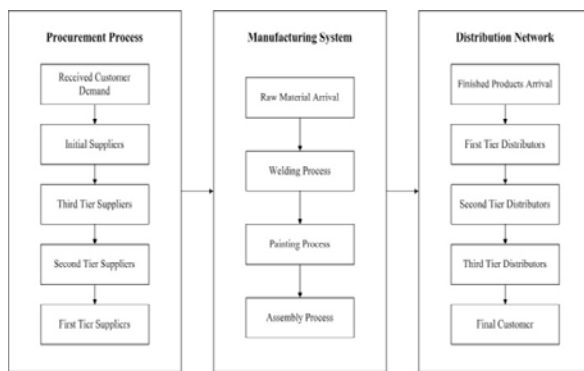 Procurement Process
Received Customer
Demand
Initial Suppliers
Third Tier Suppliers
Second Tier Suppliers
First Tier Suppliers
Manufacturing System
Raw Material Arrival
Welding Process
Painting Process
Assembly Process
Distribution Network
Finished Products Arrival
First Tier Distributors
Second Tier Distributors
Third Tier Distributors
Final Customer